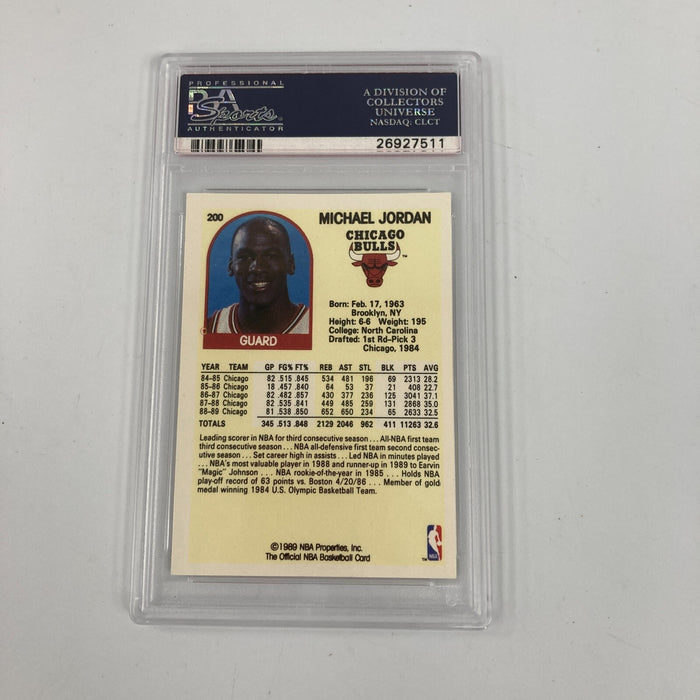 PROFESSIONAL
PSA
Sports
AUTHENTICATOR
A DIVISION OF
COLLECTORS
UNIVERSE
NASDAQ: CLCT
26927511
200
MICHAEL JORDAN
CHICAGO
BULLS
TM
GUARD
Born: Feb. 17, 1963
Brooklyn, NY
Height: 6-6 Weight: 195
College: North Carolina
Drafted: 1st Rd-Pick 3
Chicago, 1984
YEAR TEAM GP FG% FT% REB AST STL BLK PTS AVG
84-85 Chicago 82 .515 .845 534 481 196 69 2313 28.2
85-86 Chicago 18 .457 .840 64 53 37 21 408 22.7
86-87 Chicago 82 .482 .857 430 377 236 125 3041 37.1
87-88 Chicago 82 .535 .841 449 485 259 131 2868 35.0
88-89 Chicago 81 .538 .850 652 650 234 65 2633 32.5
TOTALS 345 .513 .848 2129 2046 962 411 11263 32.6
Leading scorer in NBA for third consecutive season . . . All-NBA first team
third consecutive season . . . NBA all-defensive first team second consec-
utive season . . . Set career high in assists . . . Led NBA in minutes played
. . . NBA's most valuable player in 1988 and runner-up in 1989 to Earvin
"Magic" Johnson . . . NBA rookie-of-the-year in 1985 . . . Holds NBA
play-off record of 63 points vs. Boston 4/20/86 . . . Member of gold
medal winning 1984 U.S. Olympic Basketball Team.
©1989 NBA Properties, Inc.
The Official NBA Basketball Card
NBA
TM